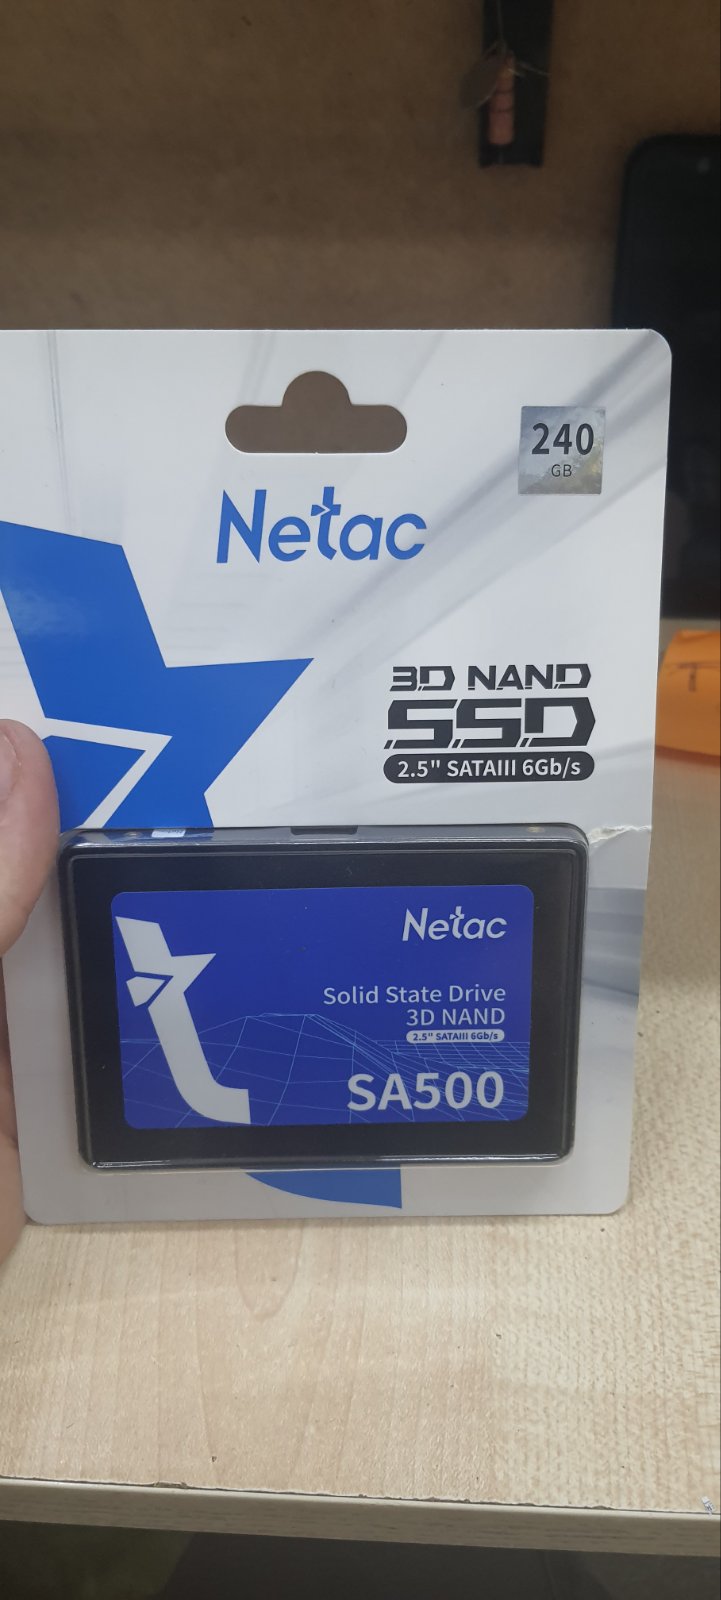 240
GB
Netac
3D NAND
SSD
2.5" SATAIII 6Gb/s
Netac
Solid State Drive
3D NAND
2.5" SATAIII 6Gb/s
SA500